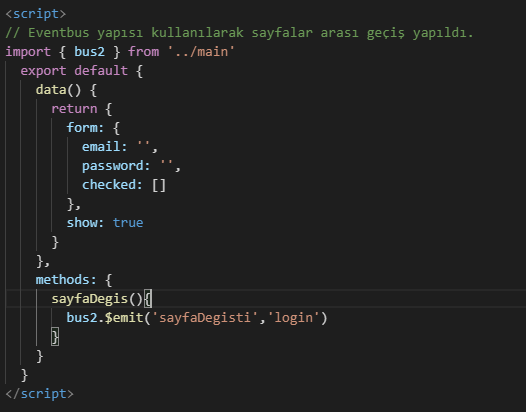 <script>
// Eventbus yapısı kullanılarak sayfalar arası geçiş yapıldı.
import { bus2 } from '../main'
  export default {
    data() {
      return {
        form: {
          email: '',
          password: '',
          checked: []
        },
        show: true
      }
    },
    methods: {
      sayfaDegis(){
        bus2.$emit('sayfaDegisti','login')
      }
    }
  }
</script>